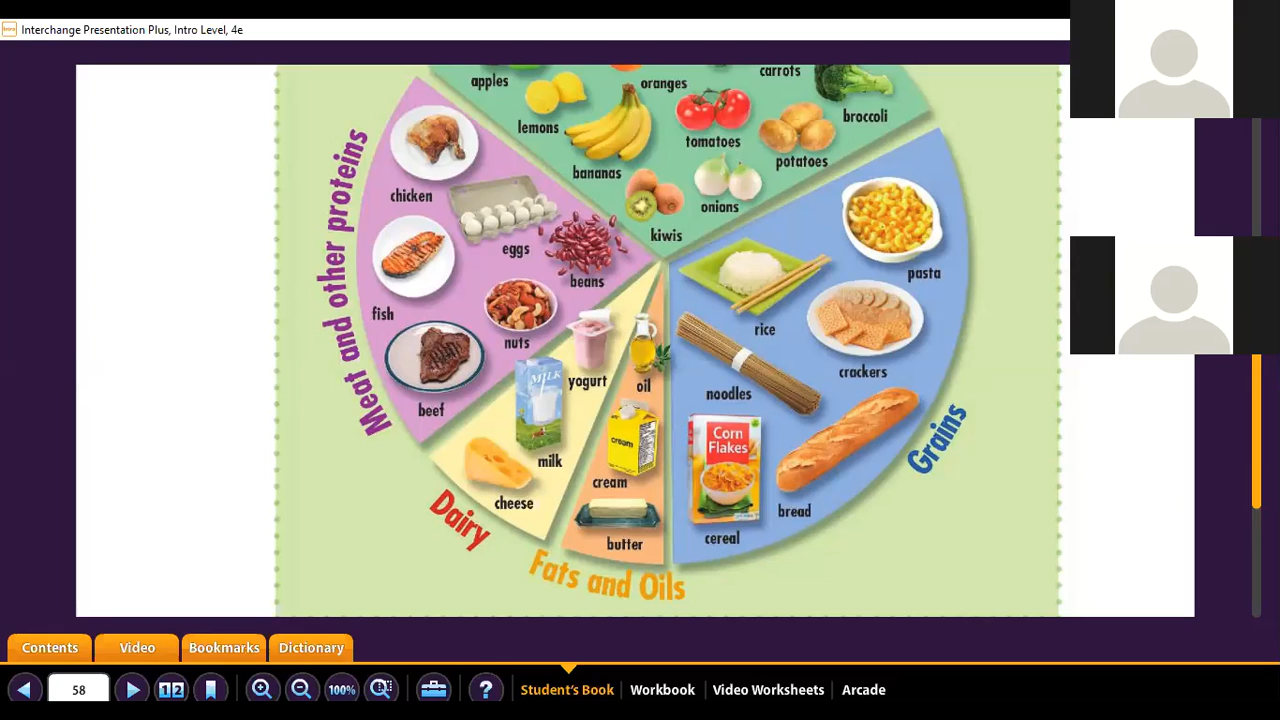 Interchange Presentation Plus, Intro Level, 4e
apples
oranges
carrots
broccoli
lemons
tomatoes
potatoes
bananas
onions
kiwis
Meat and other proteins
chicken
eggs
beans
fish
nuts
beef
yogurt
MILK
milk
cheese
Dairy
oil
cream
cream
butter
Fats and Oils
pasta
rice
crackers
noodles
Corn
Flakes
bread
cereal
Grains
Contents
Video
Bookmarks
Dictionary
58
1 2
100%
?
Student's Book
Workbook
Video Worksheets
Arcade